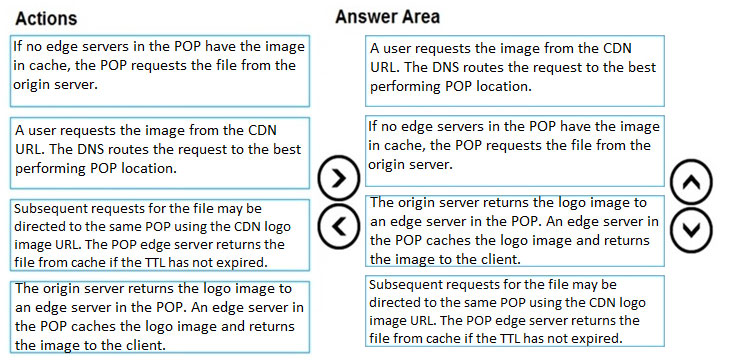 Actions
If no edge servers in the POP have the image
in cache, the POP requests the file from the
origin server.
A user requests the image from the CDN
URL. The DNS routes the request to the best
performing POP location.
Subsequent requests for the file may be
directed to the same POP using the CDN logo
image URL. The POP edge server returns the
file from cache if the TTL has not expired.
The origin server returns the logo image to
an edge server in the POP. An edge server in
the POP caches the logo image and returns
the image to the client.
Answer Area
A user requests the image from the CDN
URL. The DNS routes the request to the best
performing POP location.
If no edge servers in the POP have the image
in cache, the POP requests the file from the
origin server.
The origin server returns the logo image to
an edge server in the POP. An edge server in
the POP caches the logo image and returns
the image to the client.
Subsequent requests for the file may be
directed to the same POP using the CDN logo
image URL. The POP edge server returns the
file from cache if the TTL has not expired.